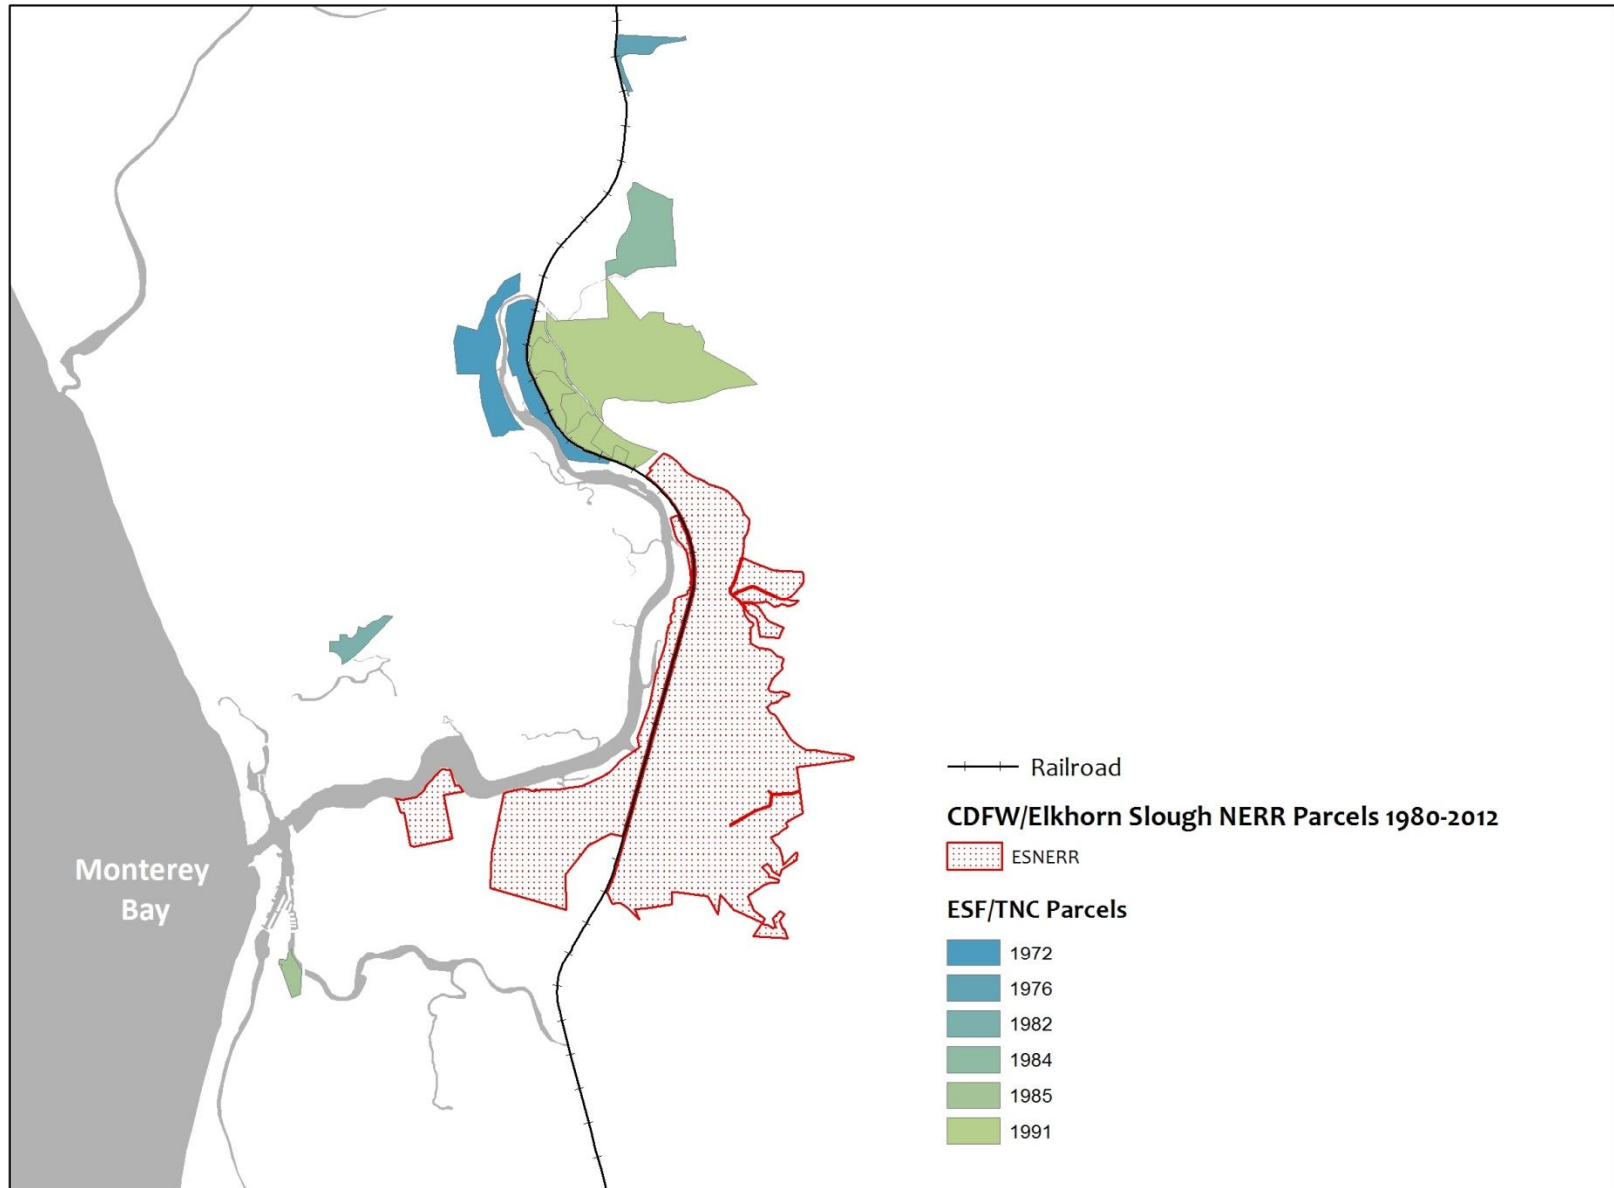 Monterey
Bay
Railroad
CDFW/Elkhorn Slough NERR Parcels 1980-2012
ESNERR
ESF/TNC Parcels
1972
1976
1982
1984
1985
1991